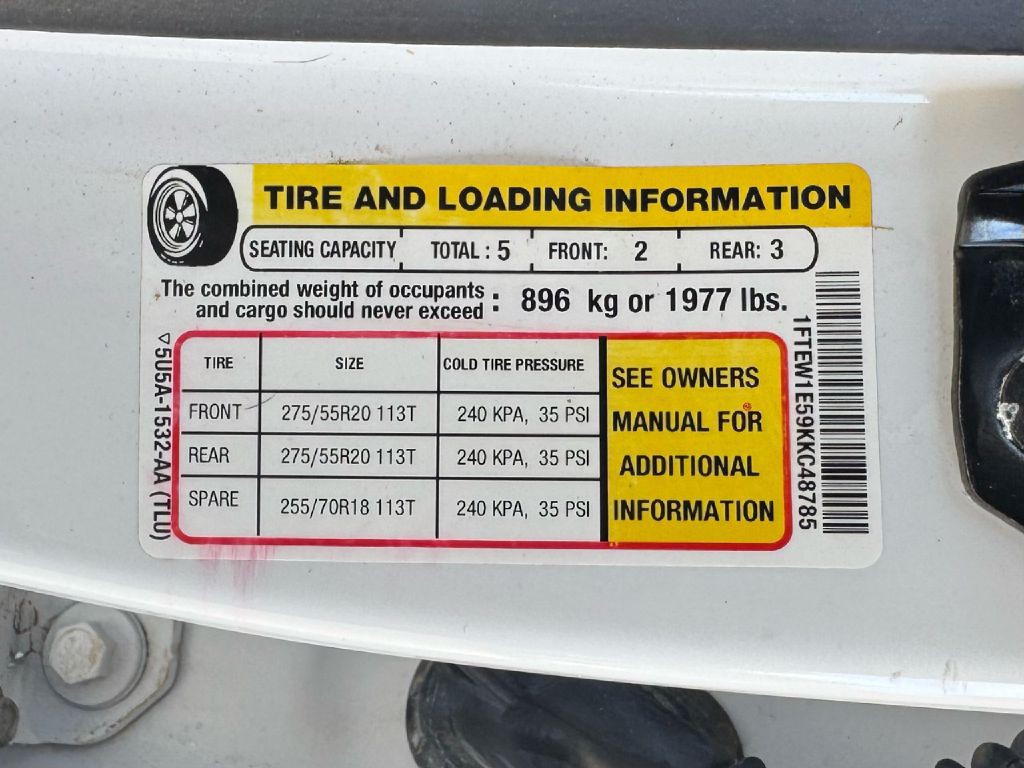 TIRE AND LOADING INFORMATION
SEATING CAPACITY TOTAL : 5 FRONT: 2 REAR: 3
The combined weight of occupants
and cargo should never exceed : 896 kg or 1977 lbs.
TIRE SIZE COLD TIRE PRESSURE
FRONT 275/55R20 113T 240 KPA, 35 PSI
REAR 275/55R20 113T 240 KPA, 35 PSI
SPARE 255/70R18 113T 240 KPA, 35 PSI
SEE OWNERS
MANUAL FOR
ADDITIONAL
INFORMATION
5U5A-1532-AA (TLU)
1FTEW1E59KKC48785